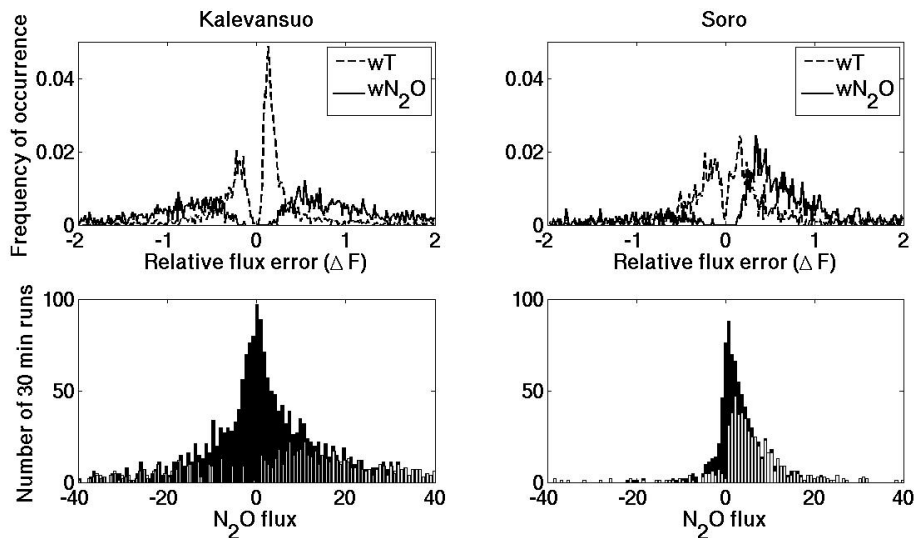 Kalevansuo
Soro
Frequency of occurrence
0.04
0.02
0
wT
wN₂O
-2 -1 0 1 2
Relative flux error (Δ F)
0.04
0.02
0
wT
wN₂O
-2 -1 0 1 2
Relative flux error (Δ F)
Number of 30 min runs
100
50
0
-40 -20 0 20 40
N₂O flux
100
50
0
-40 -20 0 20 40
N₂O flux